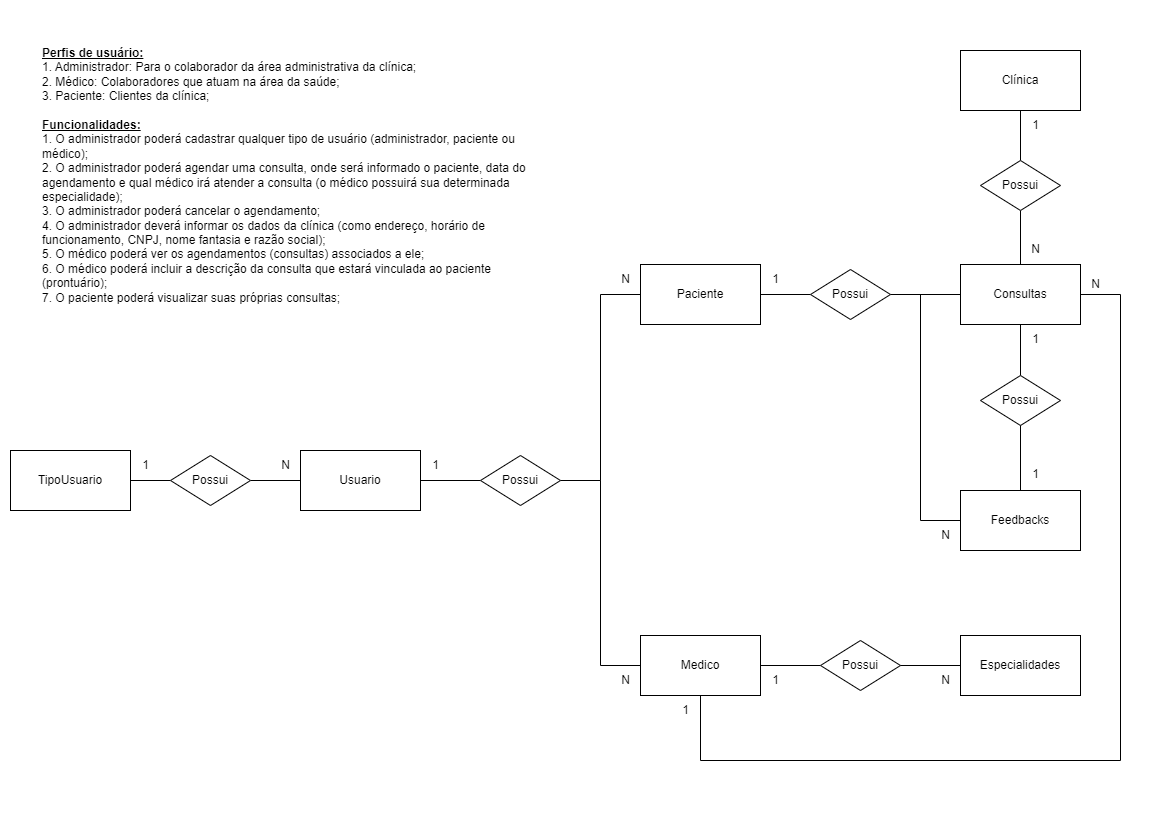 Perfis de usuário:
1. Administrador: Para o colaborador da área administrativa da clínica;
2. Médico: Colaboradores que atuam na área da saúde;
3. Paciente: Clientes da clínica;
Funcionalidades:
1. O administrador poderá cadastrar qualquer tipo de usuário (administrador, paciente ou
médico);
2. O administrador poderá agendar uma consulta, onde será informado o paciente, data do
agendamento e qual médico irá atender a consulta (o médico possuirá sua determinada
especialidade);
3. O administrador poderá cancelar o agendamento;
4. O administrador deverá informar os dados da clínica (como endereço, horário de
funcionamento, CNPJ, nome fantasia e razão social);
5. O médico poderá ver os agendamentos (consultas) associados a ele;
6. O médico poderá incluir a descrição da consulta que estará vinculada ao paciente
(prontuário);
7. O paciente poderá visualizar suas próprias consultas;
Clínica
1
Possui
N
N
Paciente
1
Possui
Consultas
N
1
Possui
1
TipoUsuario
1
Possui
N
Usuário
1
Possui
Feedbacks
N
N
Medico
1
Possui
N
Especialidades
1